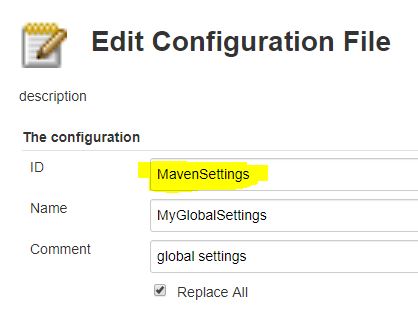 Edit Configuration File
description
The configuration
ID MavenSettings
Name MyGlobalSettings
Comment global settings
Replace All